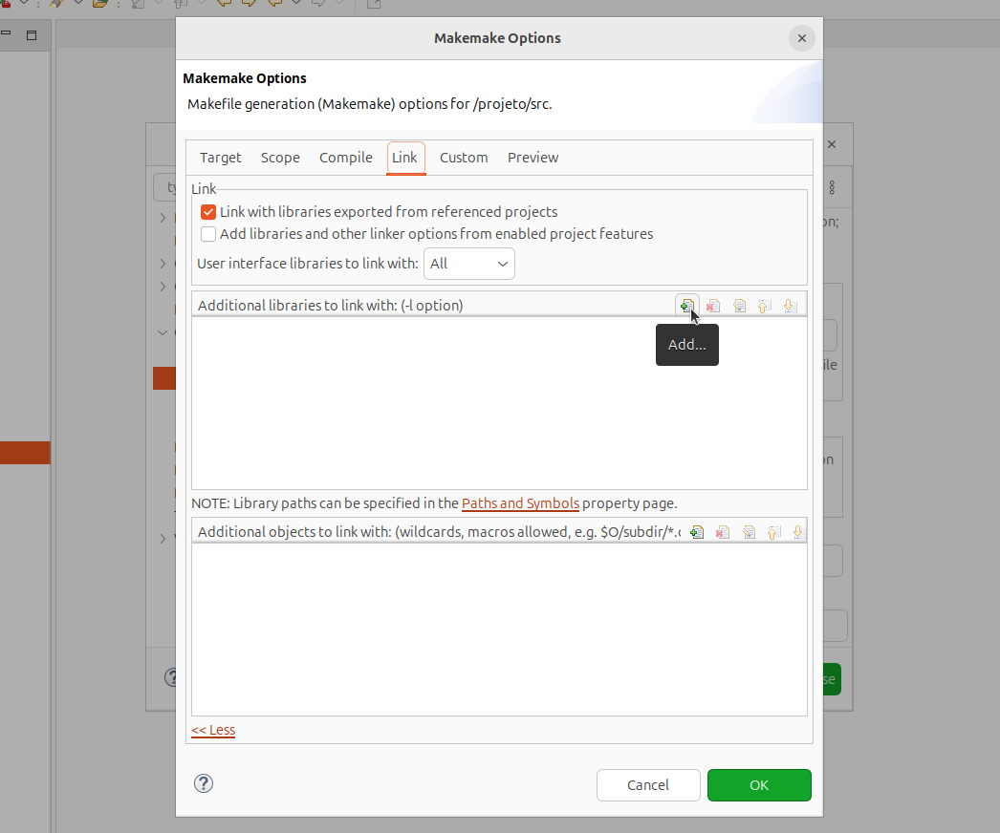 Makemake Options
Makemake Options
Makefile generation (Makemake) options for /projeto/src.
Target Scope Compile Link Custom Preview
Link
Link with libraries exported from referenced projects
Add libraries and other linker options from enabled project features
User interface libraries to link with: All
Additional libraries to link with: (-l option)
Add...
NOTE: Library paths can be specified in the Paths and Symbols property page.
Additional objects to link with: (wildcards, macros allowed, e.g. $O/subdir/*.o
<< Less
Cancel OK